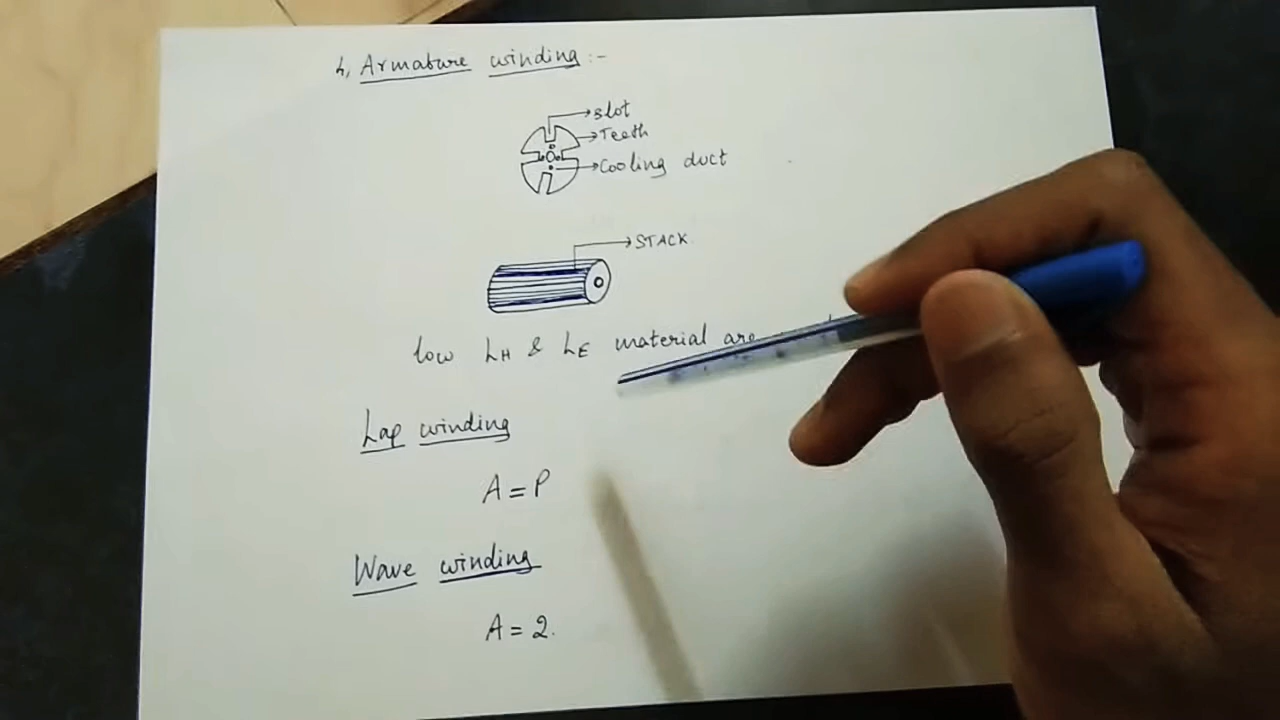 4, Armature winding :-
slot
Teeth
Cooling duct
STACK
low LH & LE material are
Lap winding
A = P
Wave winding
A = 2.